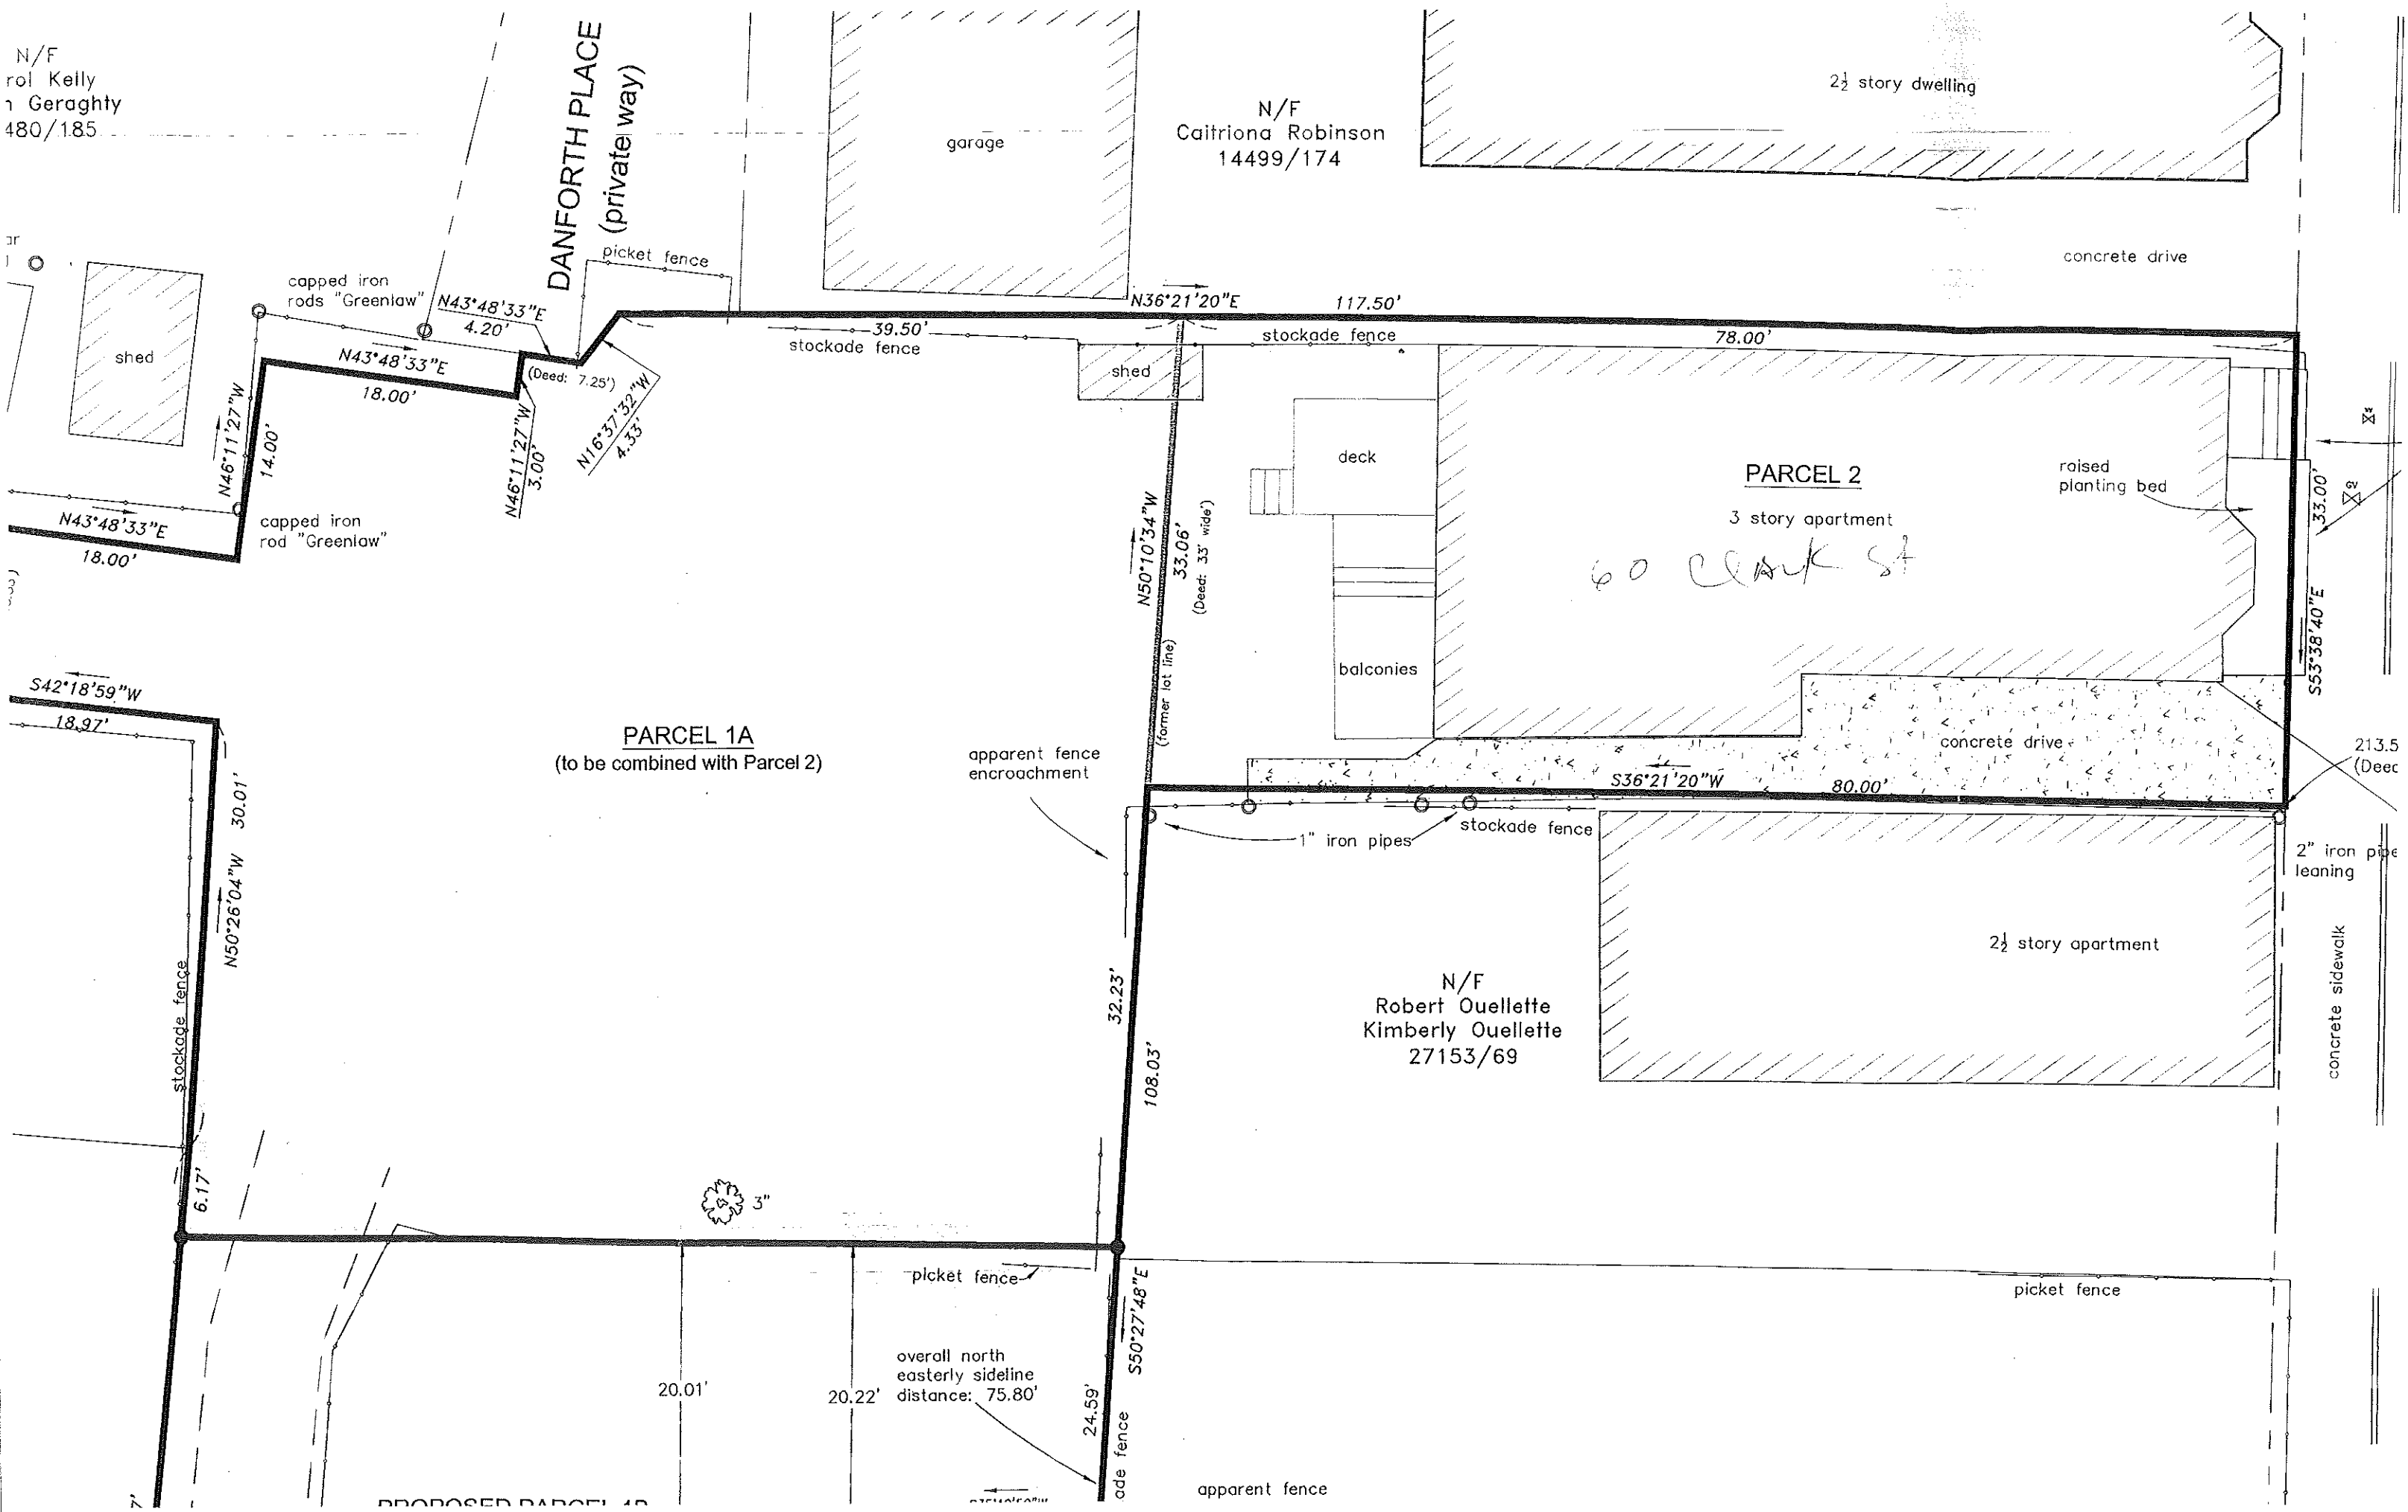 N/F
rol Kelly
n Geraghty
480/185
DANFORTH PLACE
(private way)
garage
N/F
Caitriona Robinson
14499/174
2½ story dwelling
concrete drive
picket fence
capped iron
rods "Greenlaw"
N43°48'33"E
4.20'
shed
N43°48'33"E
18.00'
(Deed: 7.25')
N46°11'27"W
14.00'
N46°11'27"W
3.00'
N16°37'32"W
4.33'
N36°21'20"E
117.50'
39.50'
stockade fence
stockade fence
78.00'
shed
N43°48'33"E
18.00'
capped iron
rod "Greenlaw"
deck
PARCEL 2
3 story apartment
60 Clark St
raised
planting bed
33.00'
S53°38'40"E
N50°10'34"W
33.06'
(Deed: 33' wide')
(former lot line)
balconies
S42°18'59"W
18.97'
PARCEL 1A
(to be combined with Parcel 2)
apparent fence
encroachment
concrete drive
S36°21'20"W
80.00'
213.5
(Deed
1" iron pipes
stockade fence
2" iron pipe
leaning
30.01'
N50°26'04"W
stockade fence
2½ story apartment
concrete sidewalk
N/F
Robert Ouellette
Kimberly Ouellette
27153/69
32.23'
108.03'
6.17'
3"
picket fence
picket fence
S50°27'48"E
overall north
easterly sideline
distance: 75.80'
20.01'
20.22'
24.59'
ade fence
apparent fence
PROPOSED PARCEL 1B